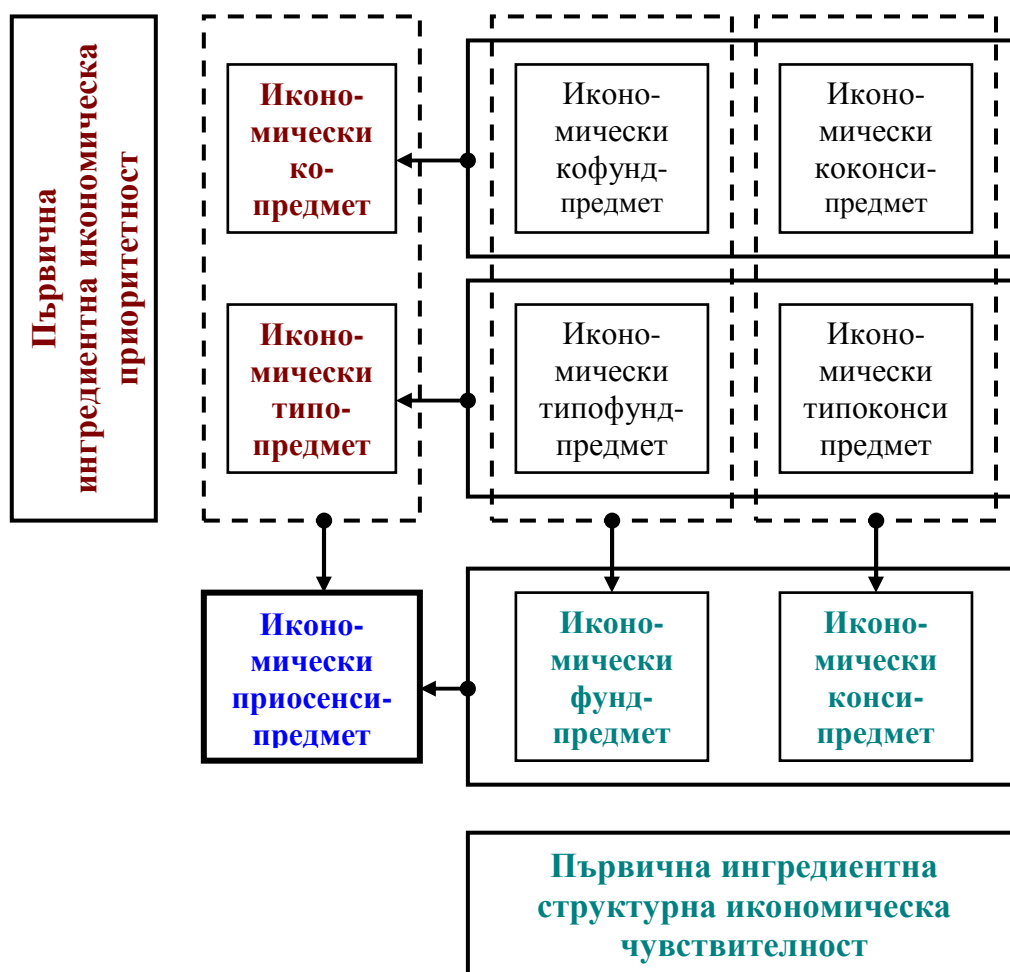 Първична
ингредиентна икономическа
приоритетност
Иконо-
мически
ко-
предмет
Иконо-
мически
кофунд-
предмет
Иконо-
мически
коконси-
предмет
Иконо-
мически
типо-
предмет
Иконо-
мически
типофунд-
предмет
Иконо-
мически
типоконси
предмет
Иконо-
мически
приосенси-
предмет
Иконо-
мически
фунд-
предмет
Иконо-
мически
конси-
предмет
Първична ингредиентна
структурна икономическа
чувствителност